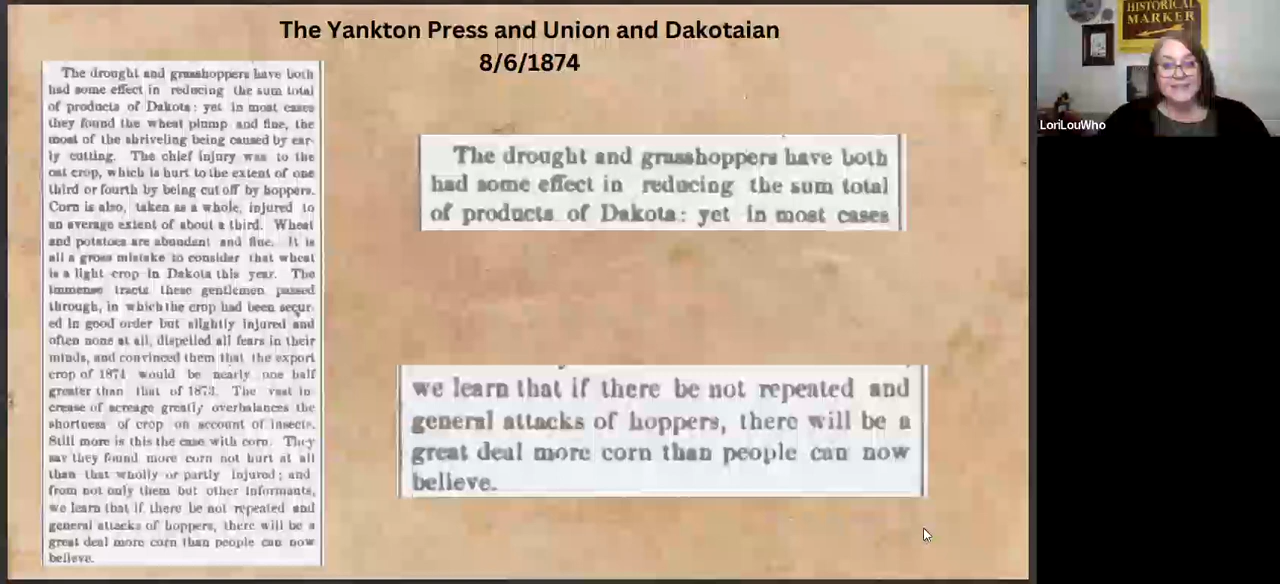 The Yankton Press and Union and Dakotaian
8/6/1874
The drought and grasshoppers have both
had some effect in reducing the sum total
of products of Dakota: yet in most cases
they found the wheat plump and fine, the
most of the shriveling being caused by ear-
ly cutting. The chief injury was to the
oat crop, which is hurt to the extent of one
third or fourth by being cut off by hoppers.
Corn is also, taken as a whole, injured to
an average extent of about a third. Wheat
and potatoes are abundant and fine. It is
all a gross mistake to consider that wheat
is a light crop in Dakota this year. The
immense tracts these gentlemen passed
through, in which the crop had been secur-
ed in good order but slightly injured and
often none at all, dispelled all fears in their
minds, and convinced them that the export
crop of 1874 would be nearly one half
greater than that of 1873. The vast in-
crease of acreage greatly overbalances the
shortness of crop on account of insects.
Still more is this the case with corn. They
say they found more corn not hurt at all
than that wholly or partly injured; and
from not only them but other informants,
we learn that if there be not repeated and
general attacks of hoppers, there will be a
great deal more corn than people can now
believe.
The drought and grasshoppers have both
had some effect in reducing the sum total
of products of Dakota: yet in most cases
we learn that if there be not repeated and
general attacks of hoppers, there will be a
great deal more corn than people can now
believe.
HISTORICAL
MARKER
LoriLouWho